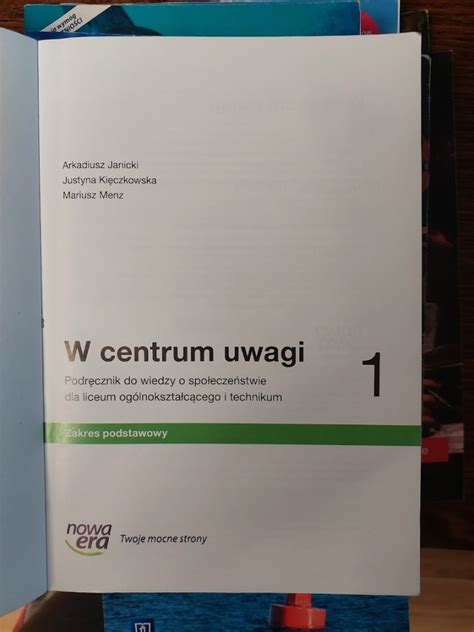 Arkadiusz Janicki
Justyna Kięczkowska
Mariusz Menz
W centrum uwagi
1
Podręcznik do wiedzy o społeczeństwie
dla liceum ogólnokształcącego i technikum
Zakres podstawowy
nowa
era
Twoje mocne strony